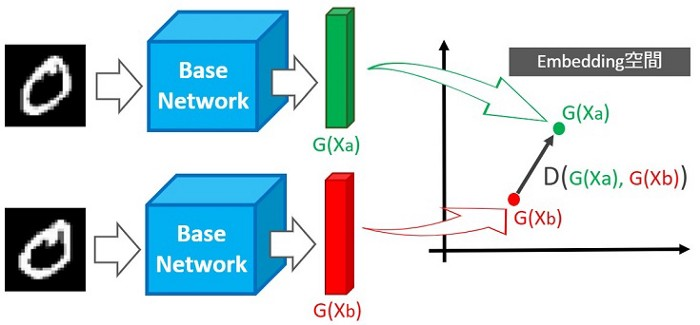 Base
Network
G(Xa)
Base
Network
G(Xb)
Embedding空間
G(Xa)
D(G(Xa), G(Xb))
G(Xb)